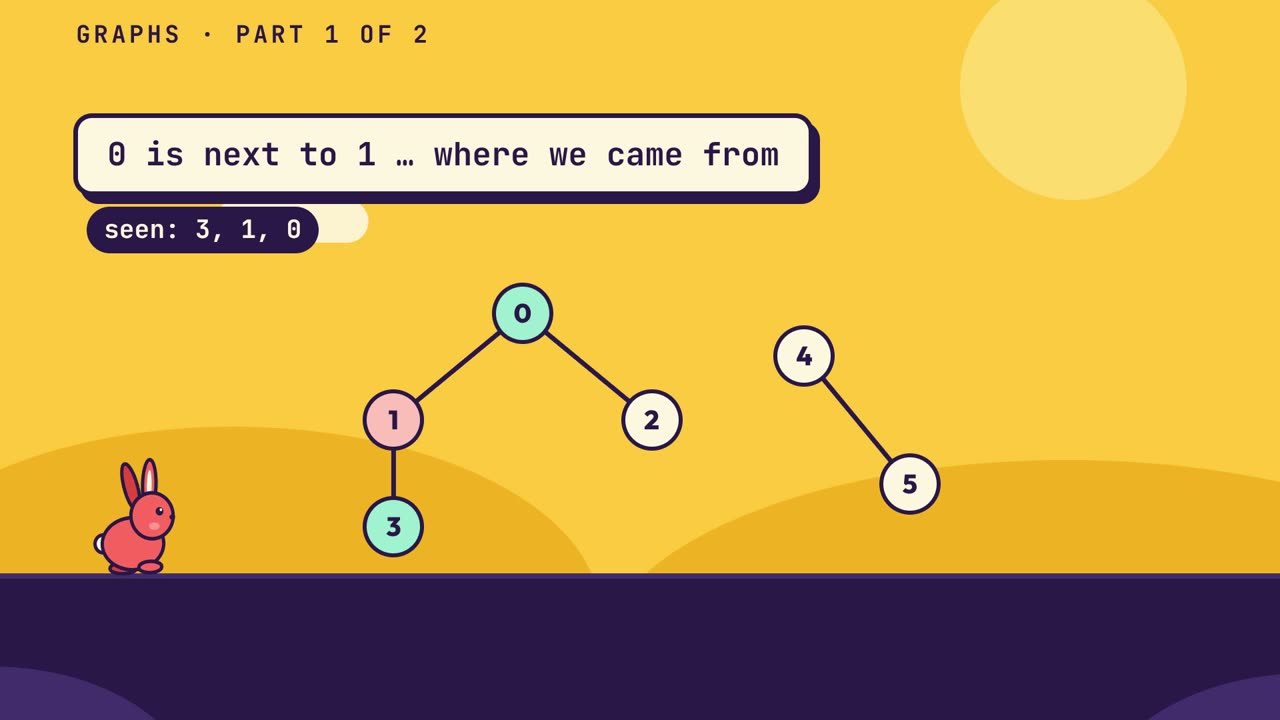 GRAPHS · PART 1 OF 2
0 is next to 1 … where we came from
seen: 3, 1, 0
0
4
1
2
5
3